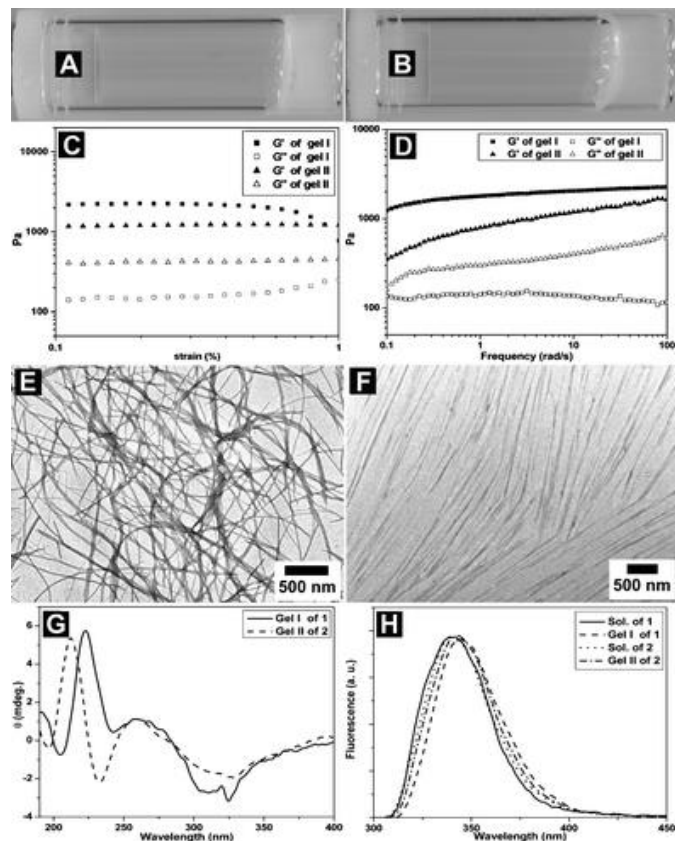 A
B
C
10000
1000
100
Pa
0.1
1
strain (%)
G' of gel I
G'' of gel I
G' of gel II
G'' of gel II
D
10000
1000
100
Pa
0.1
1
10
100
Frequency (rad/s)
G' of gel I
G'' of gel I
G' of gel II
G'' of gel II
E
500 nm
F
500 nm
G
6
3
0
-4
θ (mdeg.)
200
250
300
350
400
Wavelength (nm)
Gel I of 1
Gel II of 2
H
Fluorescence (a. u.)
300
350
400
450
Wavelength (nm)
Sol. of 1
Gel I of 1
Sol. of 2
Gel II of 2